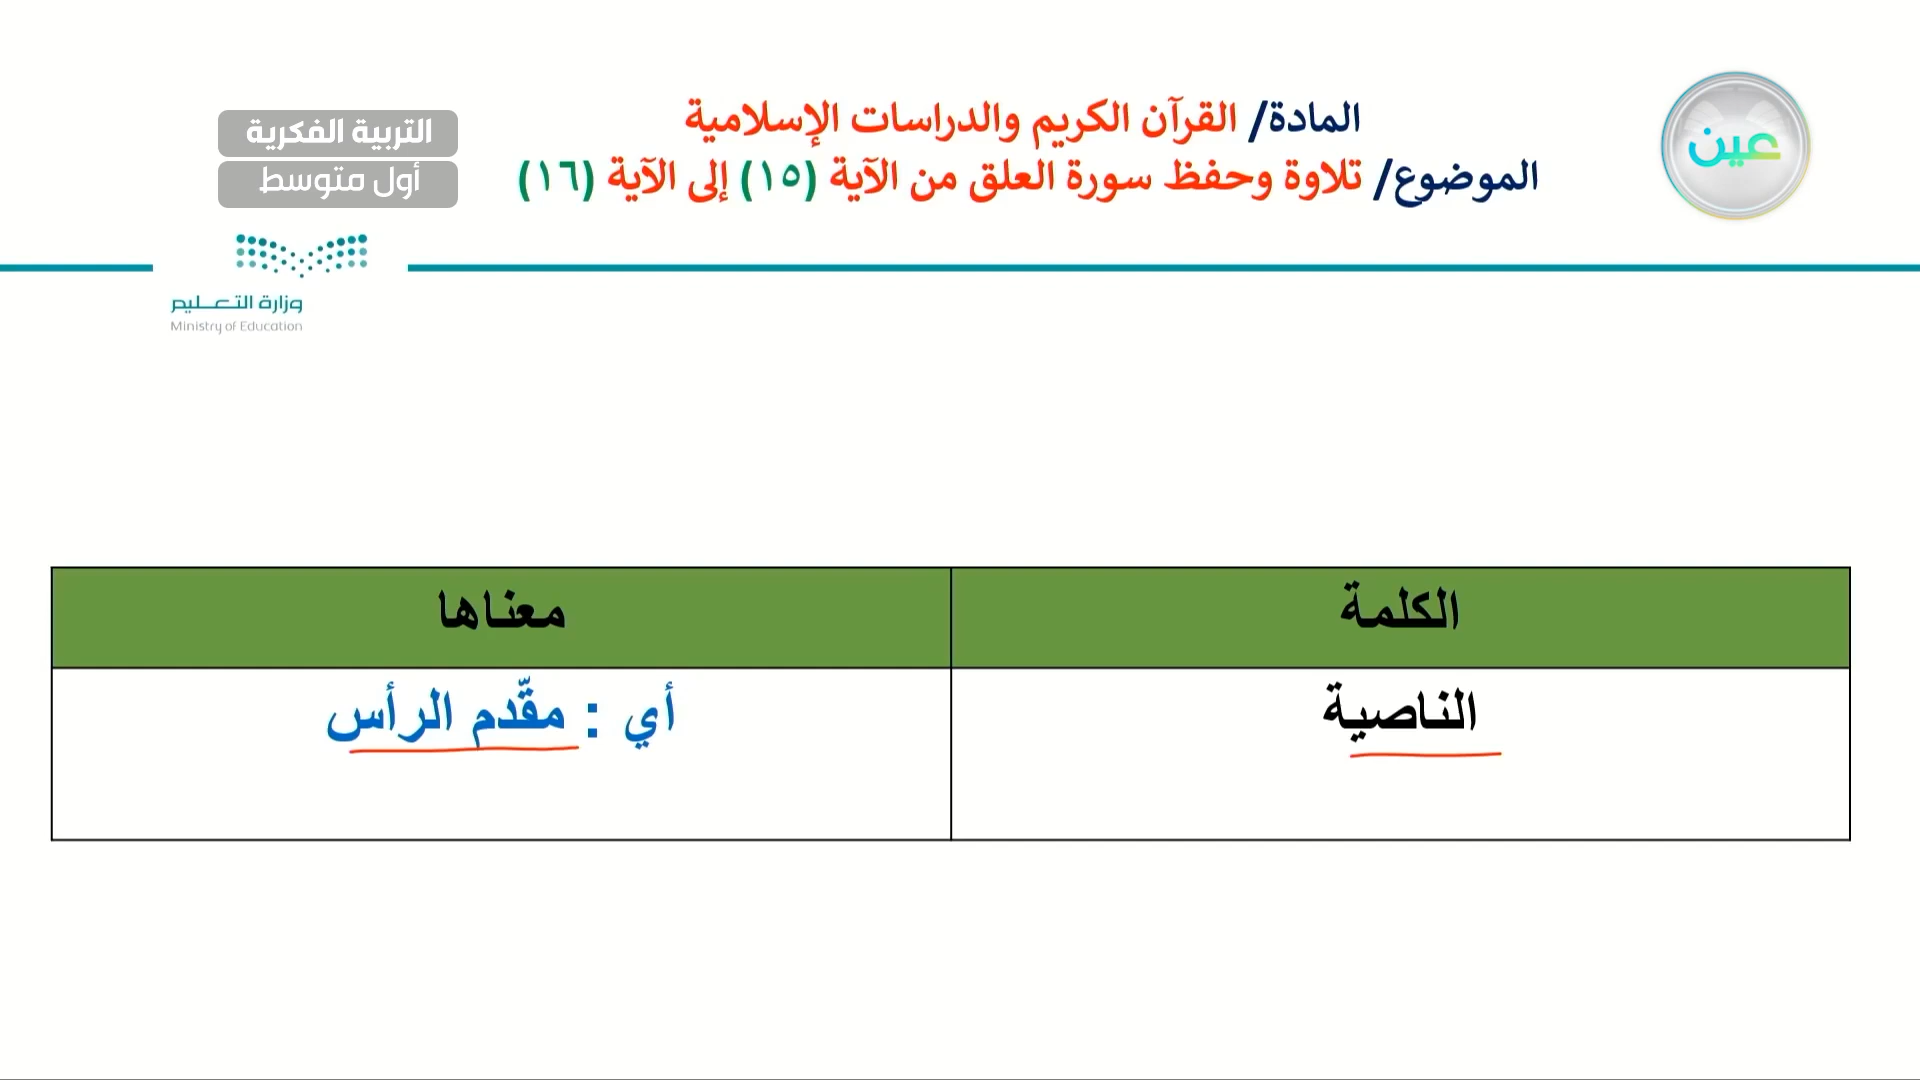 عين
المادة/ القرآن الكريم والدراسات الإسلامية
الموضوع/ تلاوة وحفظ سورة العلق من الآية (١٥) إلى الآية (١٦)
التربية الفكرية
أول متوسط
وزارة التعليم
Ministry of Education
الكلمة معناها
الناصية أي : مقّدم الرأس